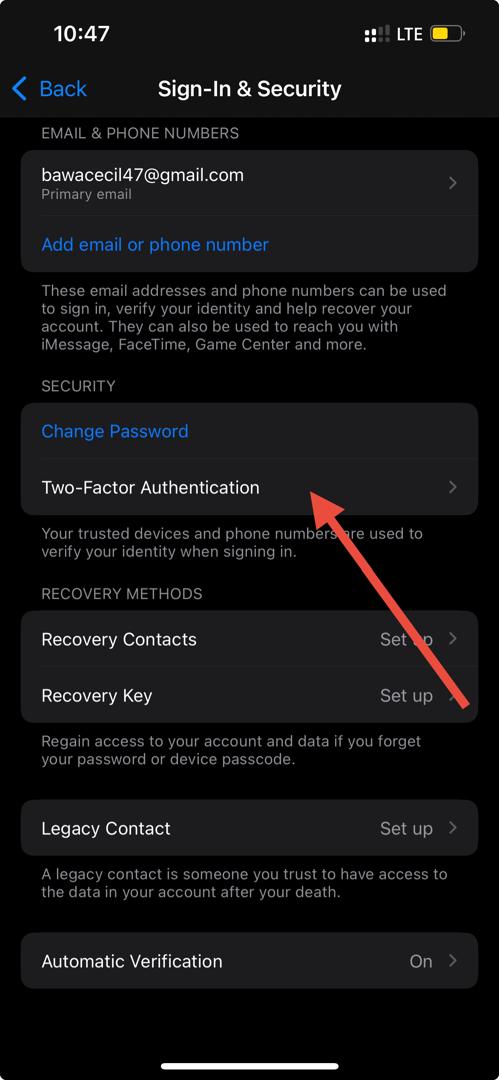 10:47
LTE
Back
Sign-In & Security
EMAIL & PHONE NUMBERS
bawacecil47@gmail.com
Primary email
Add email or phone number
These email addresses and phone numbers can be used
to sign in, verify your identity and help recover your
account. They can also be used to reach you with
iMessage, FaceTime, Game Center and more.
SECURITY
Change Password
Two-Factor Authentication
Your trusted devices and phone numbers are used to
verify your identity when signing in.
RECOVERY METHODS
Recovery Contacts Set up
Recovery Key Set up
Regain access to your account and data if you forget
your password or device passcode.
Legacy Contact Set up
A legacy contact is someone you trust to have access to
the data in your account after your death.
Automatic Verification On